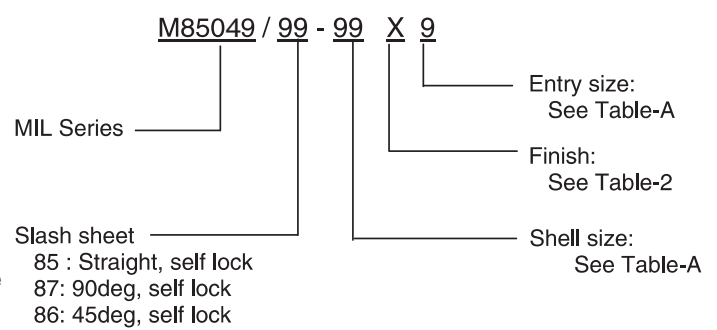 M85049 / 99 - 99 X 9
Entry size:
See Table-A
MIL Series
Finish:
See Table-2
Slash sheet
Shell size:
85 : Straight, self lock
See Table-A
87: 90deg, self lock
86: 45deg, self lock